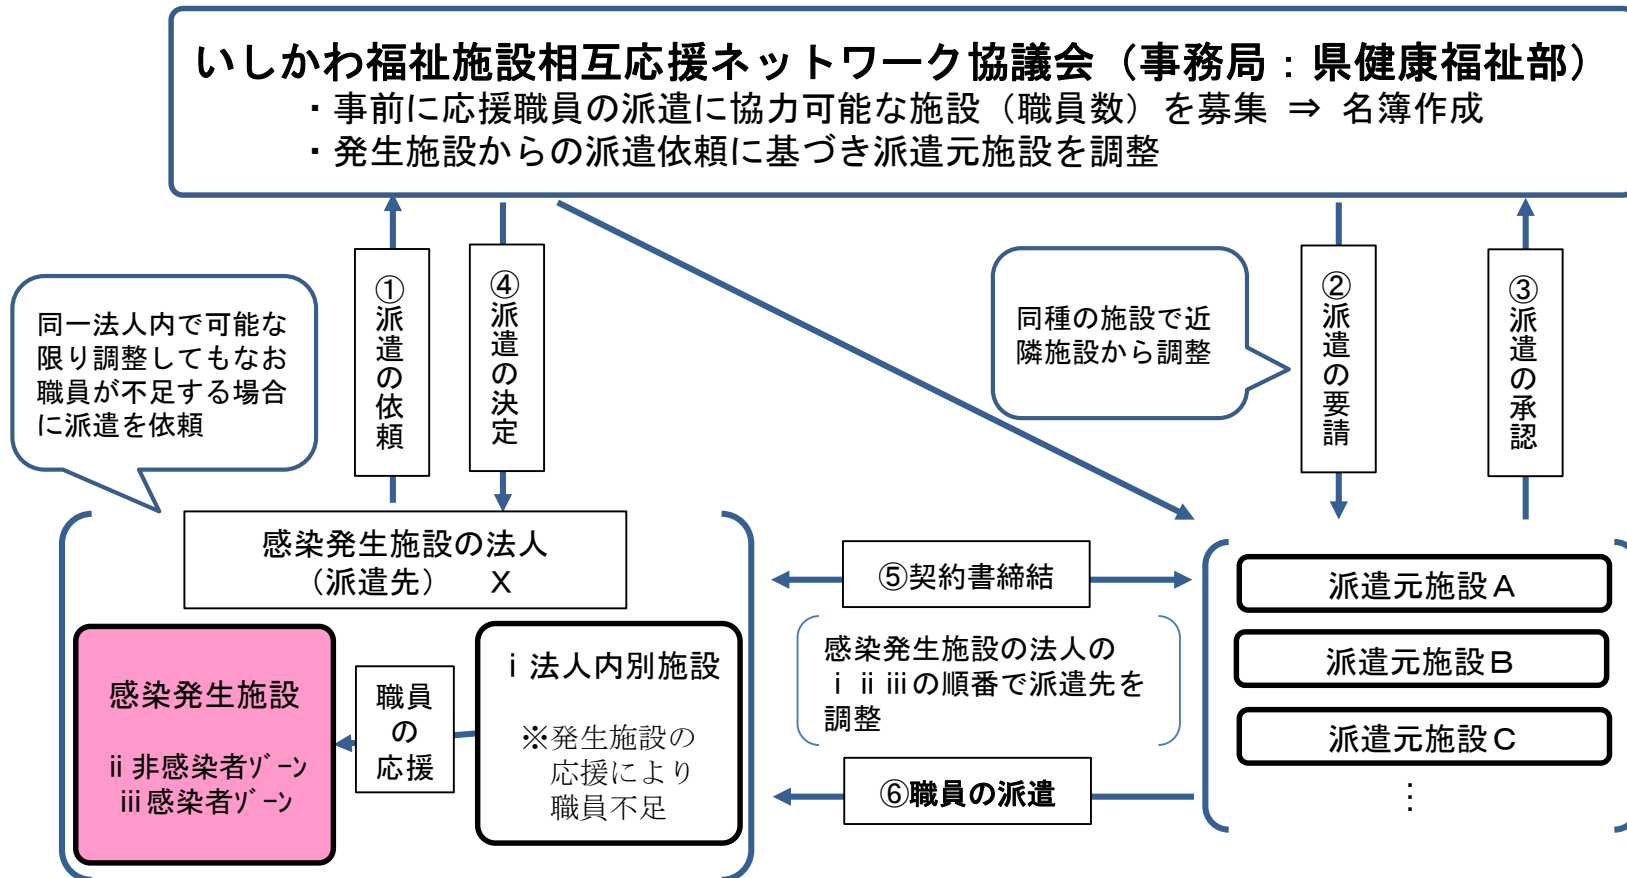 いしかわ福祉施設相互応援ネットワーク協議会（事務局：県健康福祉部）
・事前に応援職員の派遣に協力可能な施設（職員数）を募集 ⇒ 名簿作成
・発生施設からの派遣依頼に基づき派遣元施設を調整
同一法人内で可能な
限り調整してもなお
職員が不足する場合
に派遣を依頼
①派遣の依頼
④派遣の決定
同種の施設で近
隣施設から調整
②派遣の要請
③派遣の承認
感染発生施設の法人
（派遣先）　Ｘ
感染発生施設
ⅱ非感染者ｿﾞｰﾝ
ⅲ感染者ｿﾞｰﾝ
職員
の
応援
ⅰ法人内別施設
※発生施設の
応援により
職員不足
⑤契約書締結
感染発生施設の法人の
ⅰ ⅱ ⅲの順番で派遣先を
調整
⑥職員の派遣
派遣元施設Ａ
派遣元施設Ｂ
派遣元施設Ｃ
⋮